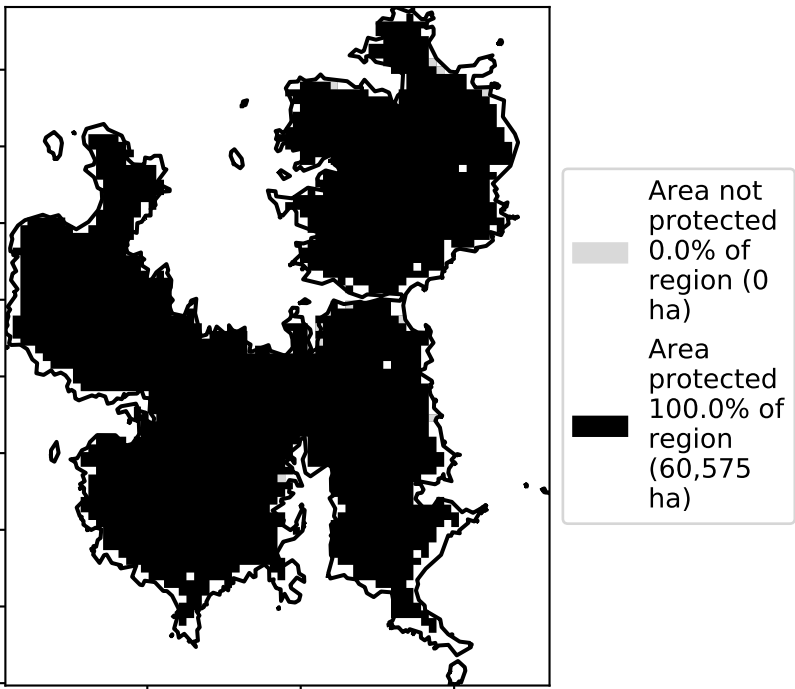 Area not
protected
0.0% of
region (0
ha)
Area
protected
100.0% of
region
(60,575
ha)